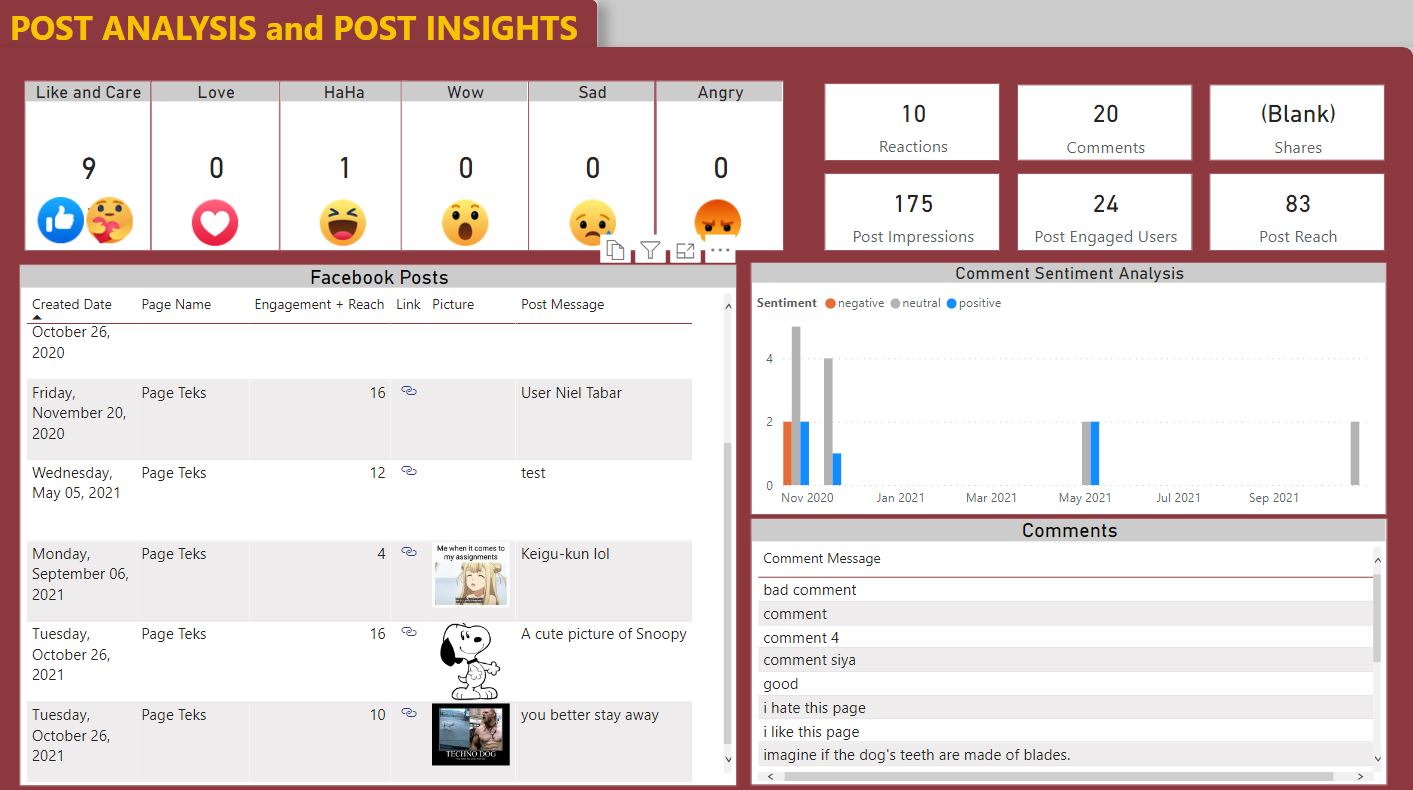 POST ANALYSIS and POST INSIGHTS
Like and Care
Love
HaHa
Wow
Sad
Angry
9
0
1
0
0
0
10
Reactions
20
Comments
(Blank)
Shares
175
Post Impressions
24
Post Engaged Users
83
Post Reach
Facebook Posts
Created Date
Page Name
Engagement + Reach
Link
Picture
Post Message
October 26,
2020
Friday,
November 20,
2020
Page Teks
16
User Niel Tabar
Wednesday,
May 05, 2021
Page Teks
12
test
Monday,
September 06,
2021
Page Teks
4
Me when it comes to
my assignments
Keigu-kun lol
Tuesday,
October 26,
2021
Page Teks
16
A cute picture of Snoopy
Tuesday,
October 26,
2021
Page Teks
10
TECHNO DOG
you better stay away
Comment Sentiment Analysis
Sentiment negative neutral positive
4
2
0
Nov 2020
Jan 2021
Mar 2021
May 2021
Jul 2021
Sep 2021
Comments
Comment Message
bad comment
comment
comment 4
comment siya
good
i hate this page
i like this page
imagine if the dog's teeth are made of blades.